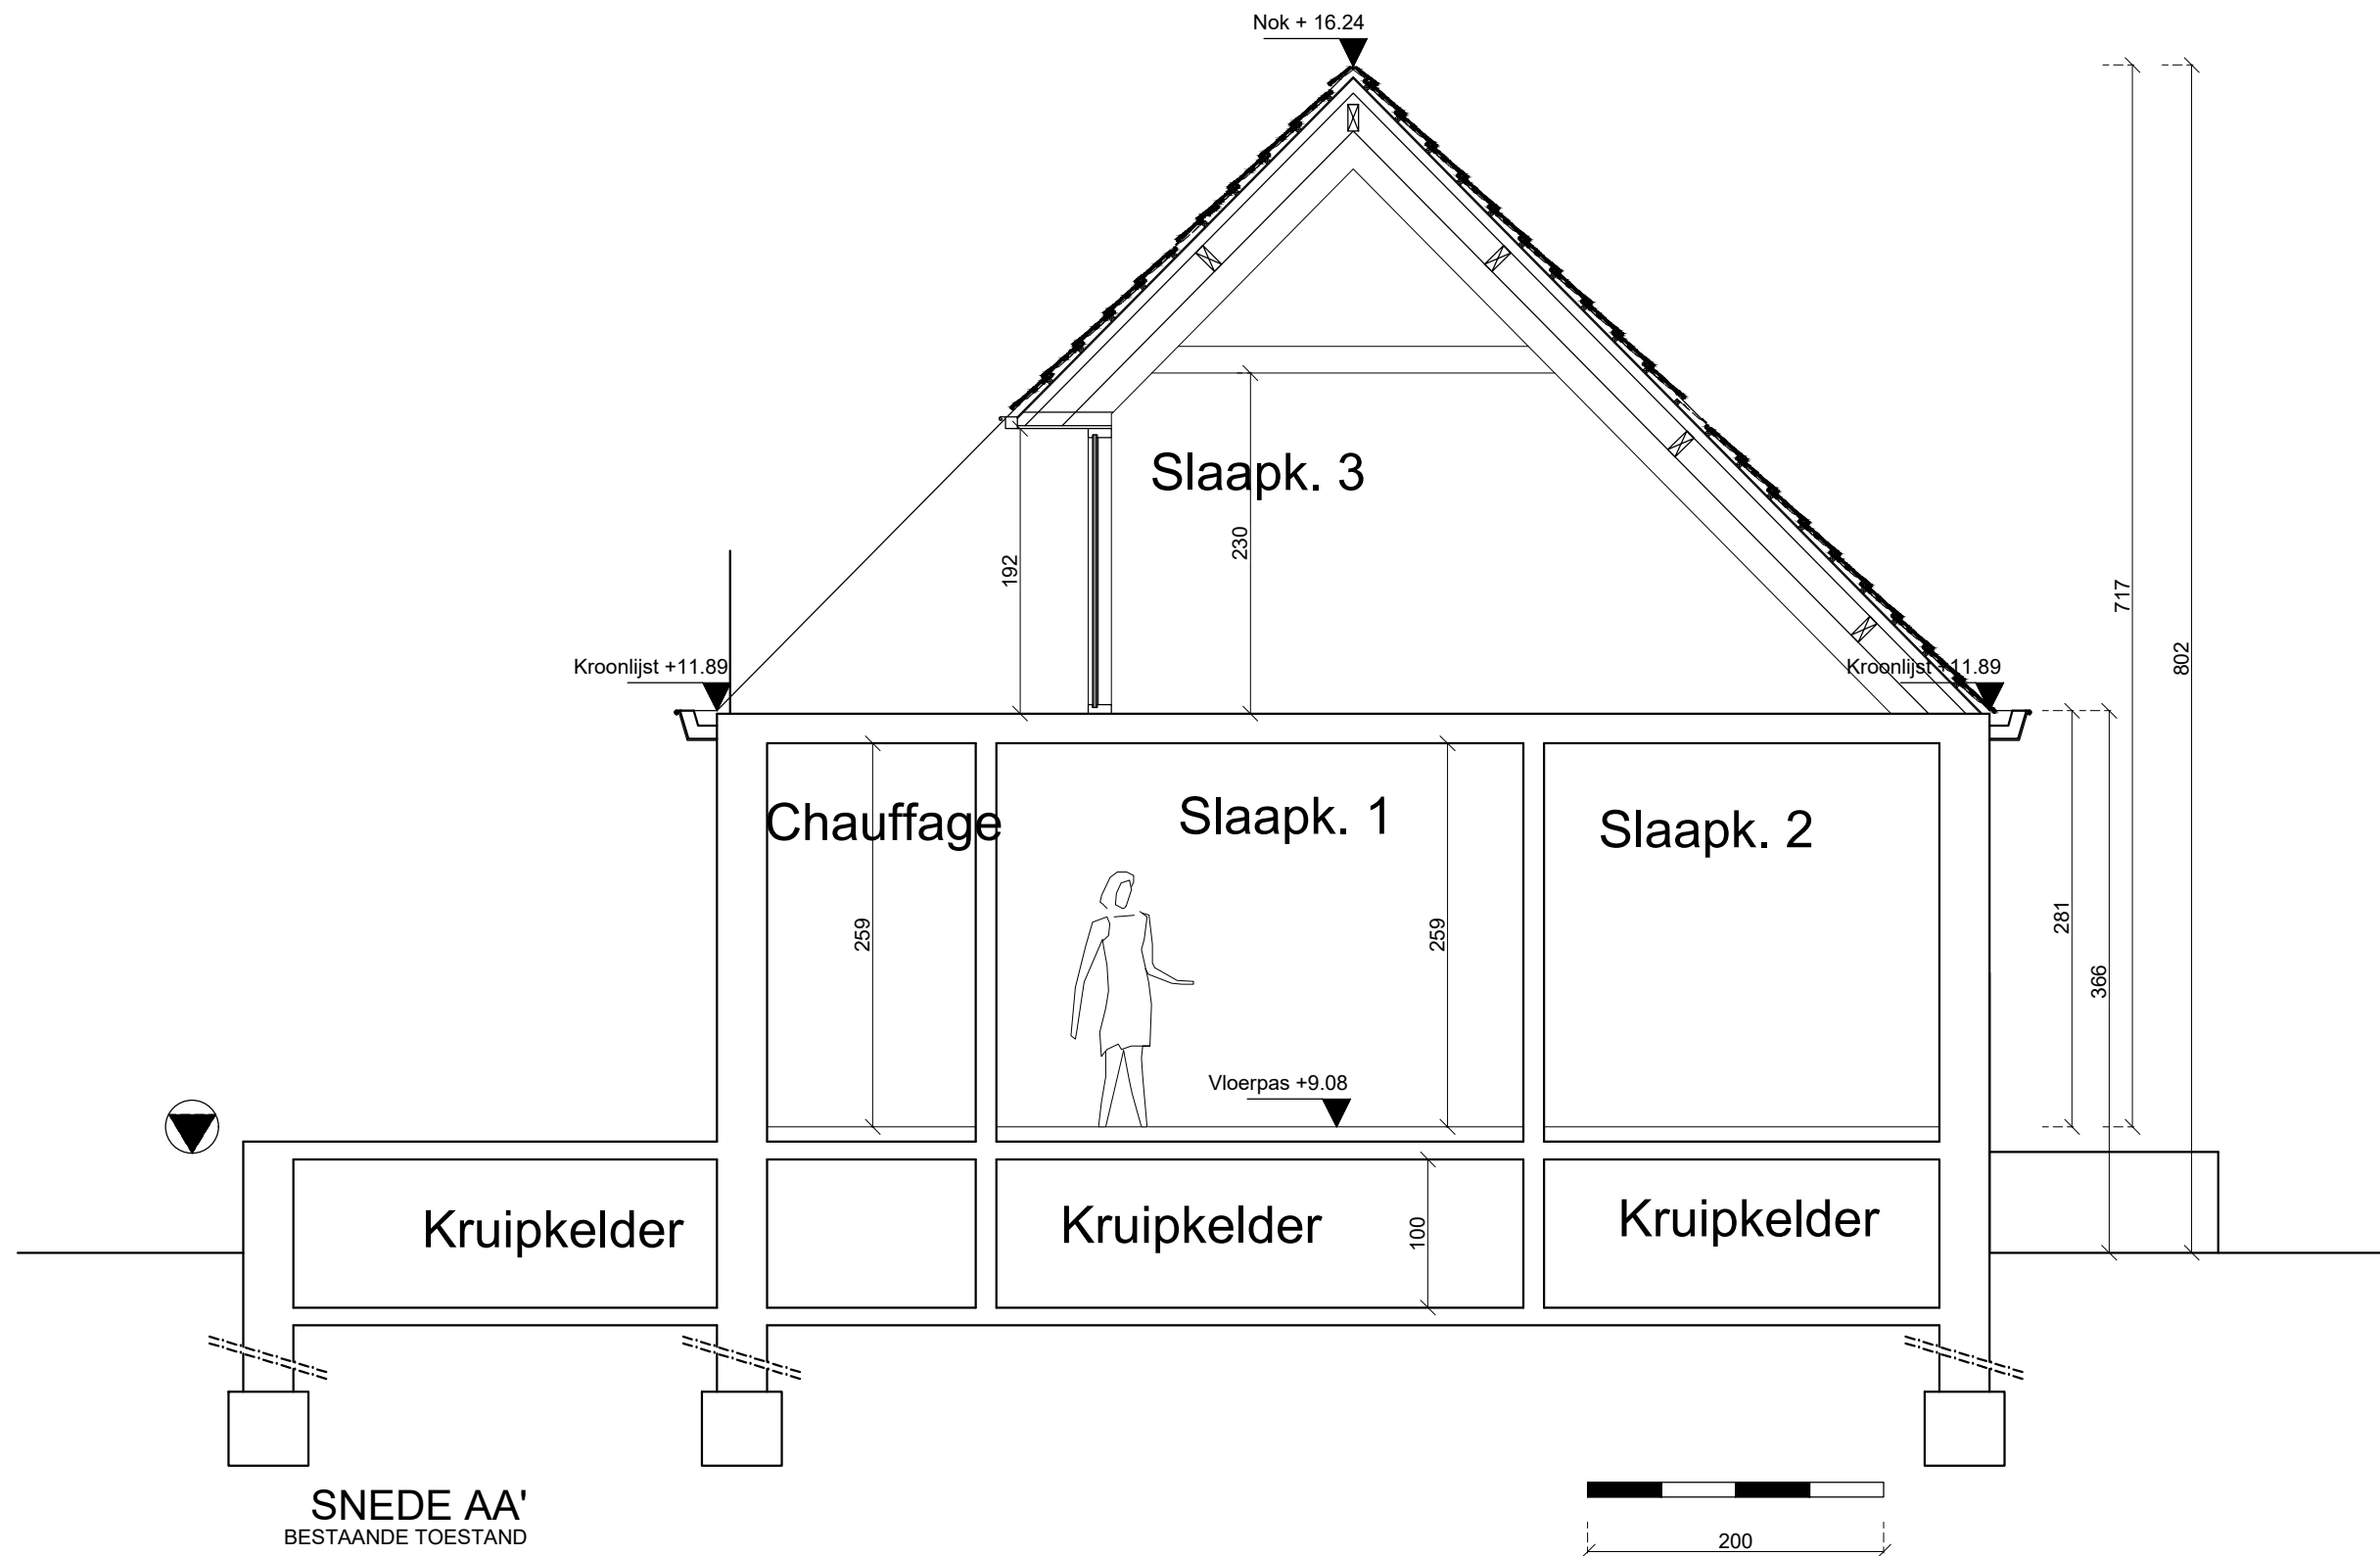 Nok + 16.24
Slaapk. 3
192
230
717
802
Kroonlijst +11.89
Kroonlijst +11.89
Chauffage
Slaapk. 1
Slaapk. 2
259
259
281
366
Vloerpas +9.08
Kruipkelder
Kruipkelder
Kruipkelder
100
SNEDE AA'
BESTAANDE TOESTAND
200